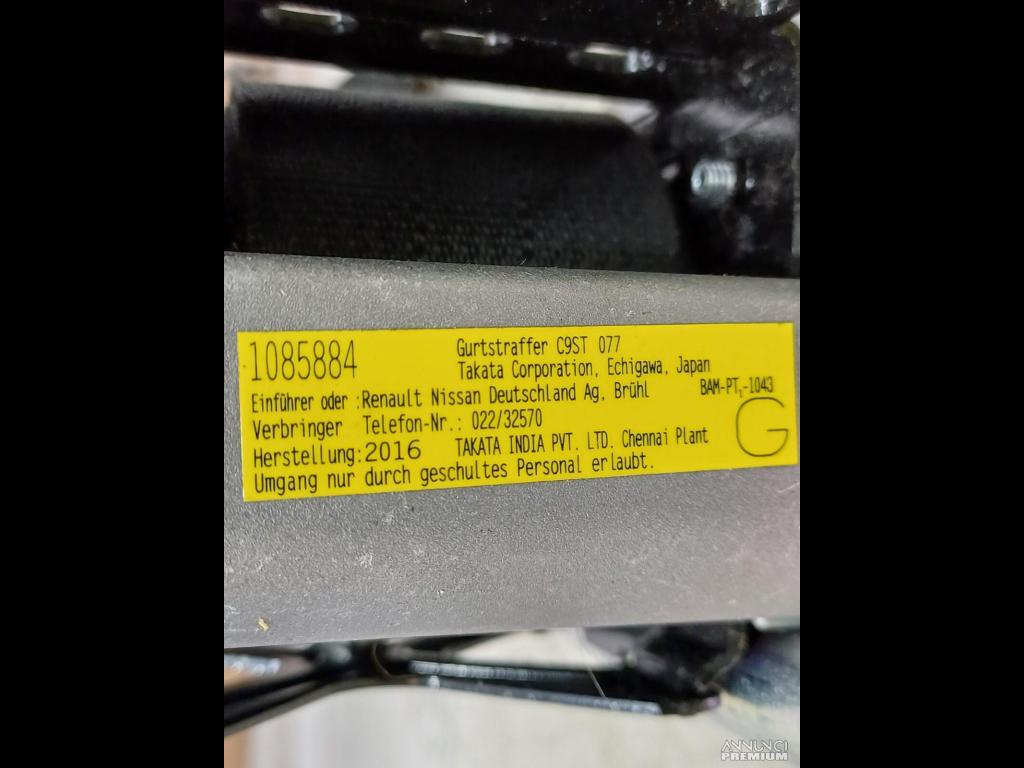 1085884
Gurtstraffer C9ST 077
Takata Corporation, Echigawa, Japan
Einführer oder :Renault Nissan Deutschland Ag, Brühl BAM-PT₁-1043
Verbringer Telefon-Nr.: 022/32570
Herstellung:2016 TAKATA INDIA PVT. LTD. Chennai Plant G
Umgang nur durch geschultes Personal erlaubt.
ANNUNCI
PREMIUM